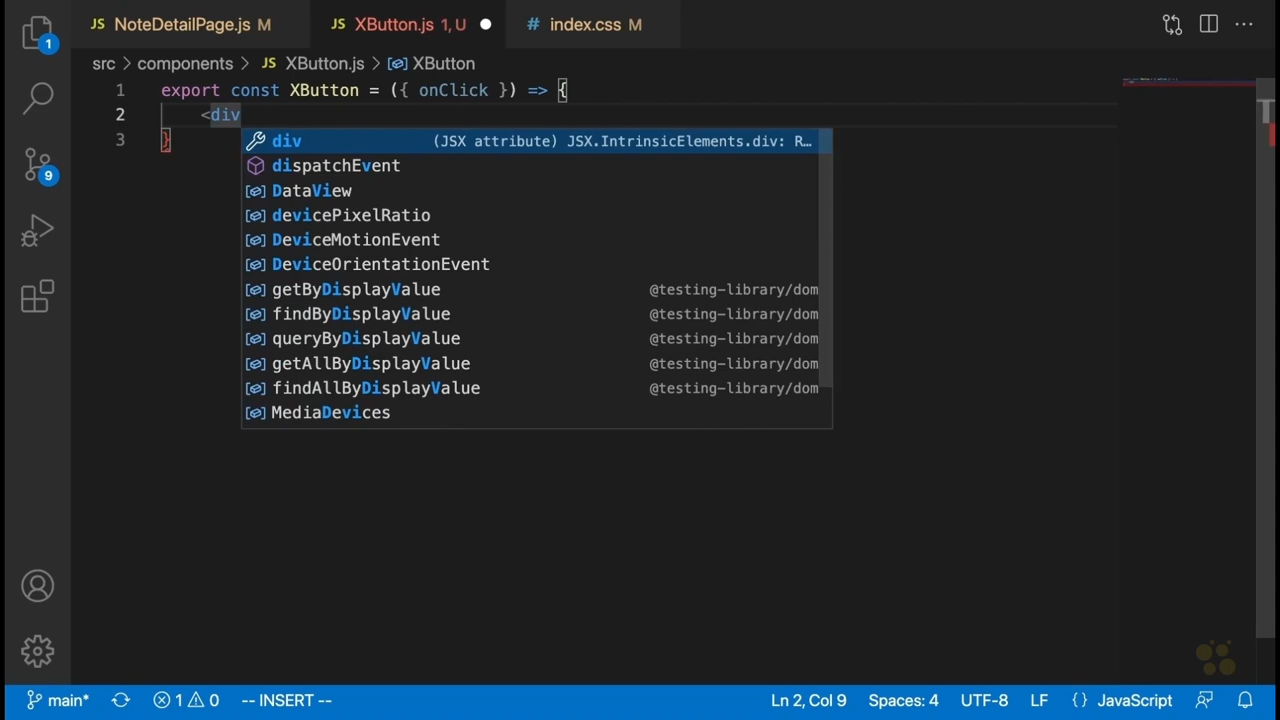 JS NoteDetailPage.js M
JS XButton.js 1, U
# index.css M
src > components > JS XButton.js > XButton
1 export const XButton = ({ onClick }) => {
2 <div
3 }
div (JSX attribute) JSX.IntrinsicElements.div: R…
dispatchEvent
DataView
devicePixelRatio
DeviceMotionEvent
DeviceOrientationEvent
getByDisplayValue @testing-library/dom
findByDisplayValue @testing-library/dom
queryByDisplayValue @testing-library/dom
getAllByDisplayValue @testing-library/dom
findAllByDisplayValue @testing-library/dom
MediaDevices
1
9
main* 1 0 -- INSERT -- Ln 2, Col 9 Spaces: 4 UTF-8 LF {} JavaScript